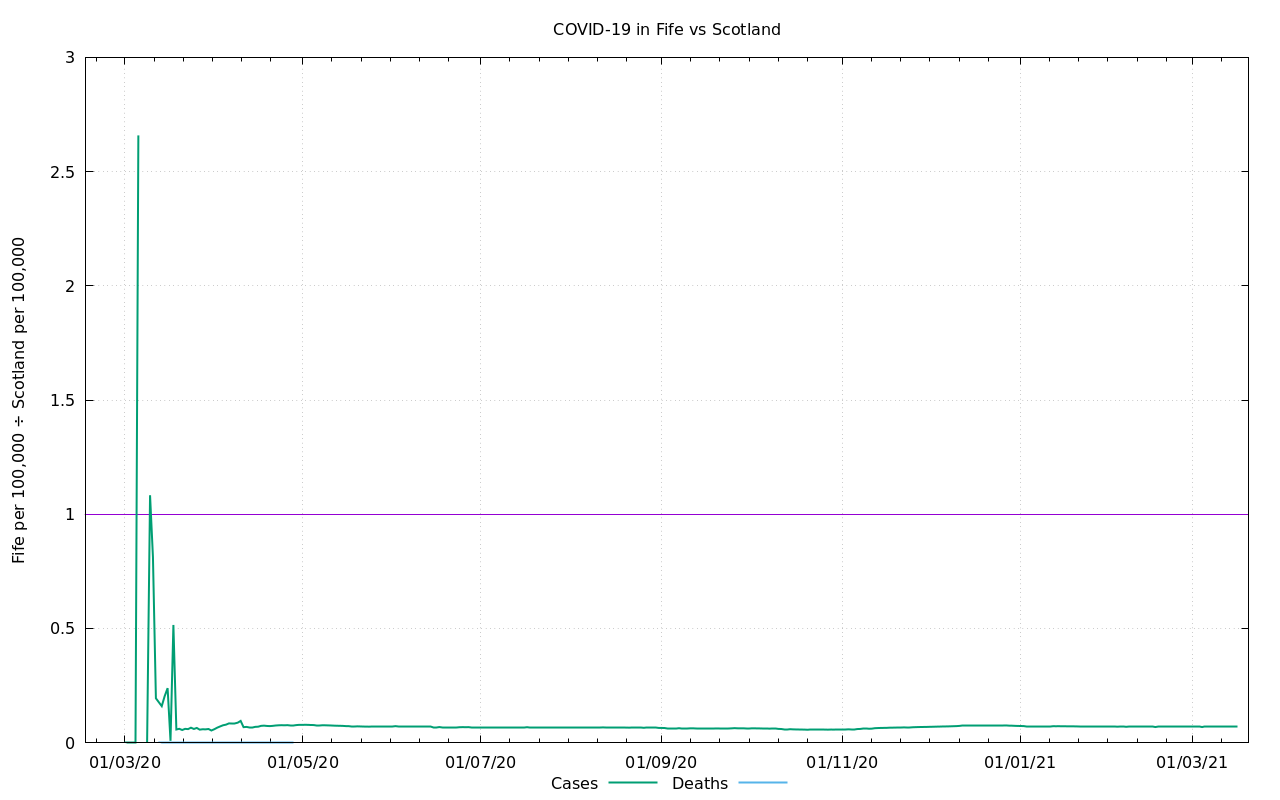 COVID-19 in Fife vs Scotland
Fife per 100,000 ÷ Scotland per 100,000
3
2.5
2
1.5
1
0.5
0
01/03/20 01/05/20 01/07/20 01/09/20 01/11/20 01/01/21 01/03/21
Cases Deaths